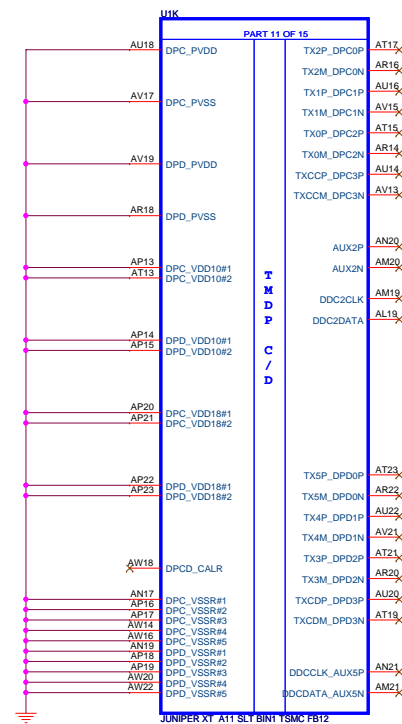 U1K
PART 11 OF 15
AU18 DPC_PVDD
AV17 DPC_PVSS
AV19 DPD_PVDD
AR18 DPD_PVSS
AP13 DPC_VDD10#1
AT13 DPC_VDD10#2
AP14 DPD_VDD10#1
AP15 DPD_VDD10#2
AP20 DPC_VDD18#1
AP21 DPC_VDD18#2
AP22 DPD_VDD18#1
AP23 DPD_VDD18#2
AW18 DPCD_CALR
AN17 DPC_VSSR#1
AP16 DPC_VSSR#2
AP17 DPC_VSSR#3
AW14 DPC_VSSR#4
AW16 DPC_VSSR#5
AN19 DPD_VSSR#1
AP18 DPD_VSSR#2
AP19 DPD_VSSR#3
AW20 DPD_VSSR#4
AW22 DPD_VSSR#5
TMDP C/D
TX2P_DPC0P AT17
TX2M_DPC0N AR16
TX1P_DPC1P AU16
TX1M_DPC1N AV15
TX0P_DPC2P AT15
TX0M_DPC2N AR14
TXCCP_DPC3P AU14
TXCCM_DPC3N AV13
AUX2P AN20
AUX2N AM20
DDC2CLK AM19
DDC2DATA AL19
TX5P_DPD0P AT23
TX5M_DPD0N AR22
TX4P_DPD1P AU22
TX4M_DPD1N AV21
TX3P_DPD2P AT21
TX3M_DPD2N AR20
TXCDP_DPD3P AU20
TXCDM_DPD3N AT19
DDCCLK_AUX5P AN21
DDCDATA_AUX5N AM21
JUNIPER XT A11 SLT BIN1 TSMC FB12